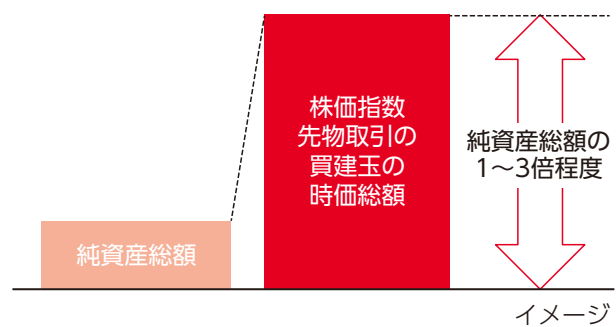 株価指数
先物取引の
買建玉の
時価総額
純資産総額の
1〜3倍程度
純資産総額
イメージ